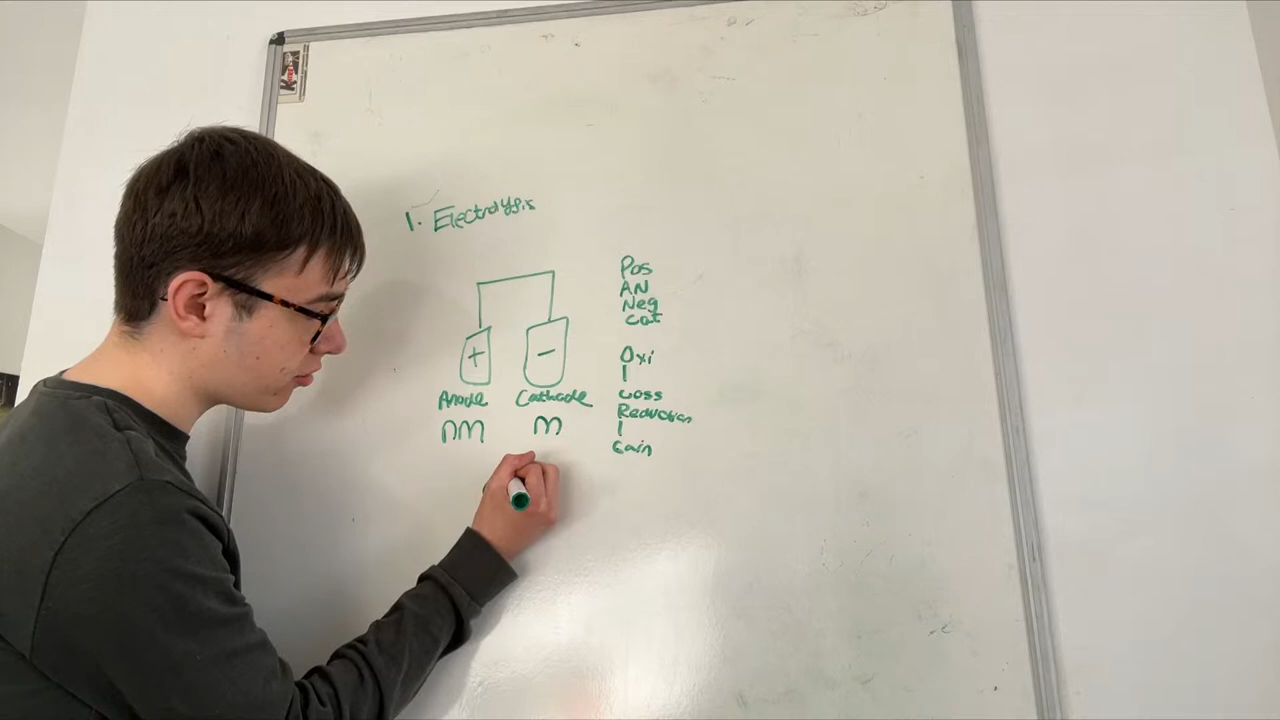 1. Electrolysis
+ -
Anode Cathode
nm m
Pos
AN
Neg
Cat
Oxi
|
Loss
Reduction
|
Gain